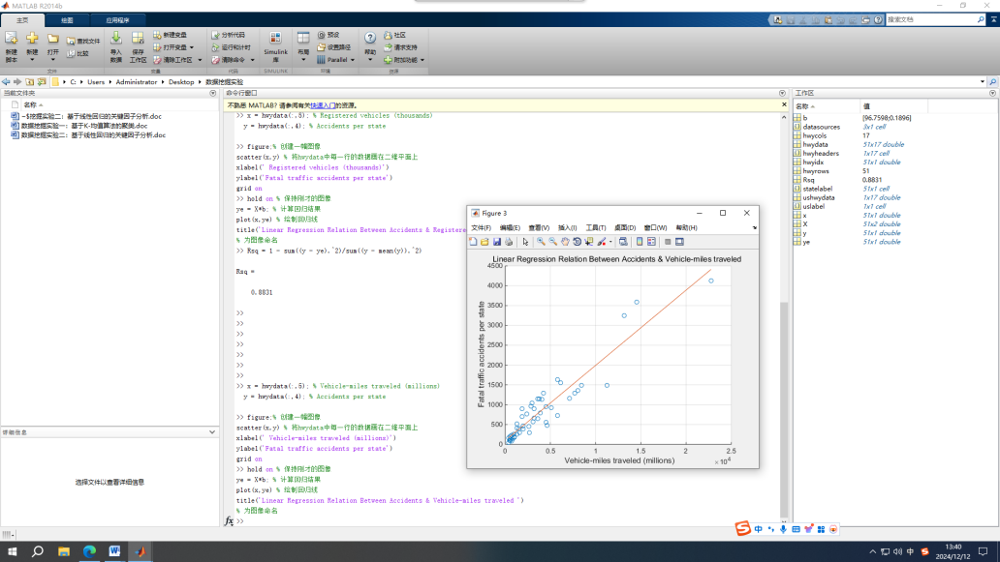 MATLAB R2014b
主页 绘图 应用程序 搜索文档
新建脚本 新建 打开 查找文件 比较 导入数据 保存工作区 新建变量 打开变量 清除工作区 分析代码 运行和计时 清除命令 Simulink 库 布局 预设 设置路径 Parallel 帮助 社区 请求支持 附加功能
文件 变量 代码 SIMULINK 环境 资源
C: Users Administrator Desktop 数据挖掘实验
当前文件夹
名称
~$挖掘实验二：基于线性回归的关键因子分析.doc
数据挖掘实验一：基于K-均值算法的聚类.doc
数据挖掘实验二：基于线性回归的关键因子分析.doc
详细信息
选择文件以查看详细信息
命令行窗口
不熟悉 MATLAB? 请参阅有关快速入门的资源。
>> x = hwydata(:,5); % Registered vehicles (thousands)
y = hwydata(:,4); % Accidents per state
>> figure;% 创建一幅图像
scatter(x,y) % 将hwydata中每一行的数据画在二维平面上
xlabel(' Registered vehicles (thousands)')
ylabel('Fatal traffic accidents per state')
grid on
>> hold on % 保持刚才的图像
ye = X*b; % 计算回归结果
plot(x,ye) % 绘制回归线
title('Linear Regression Relation Between Accidents & Registere
% 为图像命名
>> Rsq = 1 - sum((y - ye).^2)/sum((y - mean(y)).^2)
Rsq =
0.8831
>>
>>
>>
>>
>>
>>
>>
>> x = hwydata(:,5); % Vehicle-miles traveled (millions)
y = hwydata(:,4); % Accidents per state
>> figure;% 创建一幅图像
scatter(x,y) % 将hwydata中每一行的数据画在二维平面上
xlabel(' Vehicle-miles traveled (millions)')
ylabel('Fatal traffic accidents per state')
grid on
>> hold on % 保持刚才的图像
ye = X*b; % 计算回归结果
plot(x,ye) % 绘制回归线
title('Linear Regression Relation Between Accidents & Vehicle-miles traveled ')
% 为图像命名
fx >>
Figure 3
文件(F) 编辑(E) 查看(V) 插入(I) 工具(T) 桌面(D) 窗口(W) 帮助(H)
Linear Regression Relation Between Accidents & Vehicle-miles traveled
4500
4000
3500
3000
2500
2000
1500
1000
500
0
Fatal traffic accidents per state
0 0.5 1 1.5 2 2.5
Vehicle-miles traveled (millions)
×10^4
工作区
名称 值
b [96.7598;0.1896]
datasources 3x1 cell
hwycols 17
hwydata 51x17 double
hwyheaders 1x17 cell
hwyidx 51x1 double
hwyrows 51
Rsq 0.8831
statelabel 51x1 cell
ushwydata 1x17 double
uslabel 1x1 cell
x 51x1 double
X 51x2 double
y 51x1 double
ye 51x1 double
S 中
中 S
13:40
2024/12/12